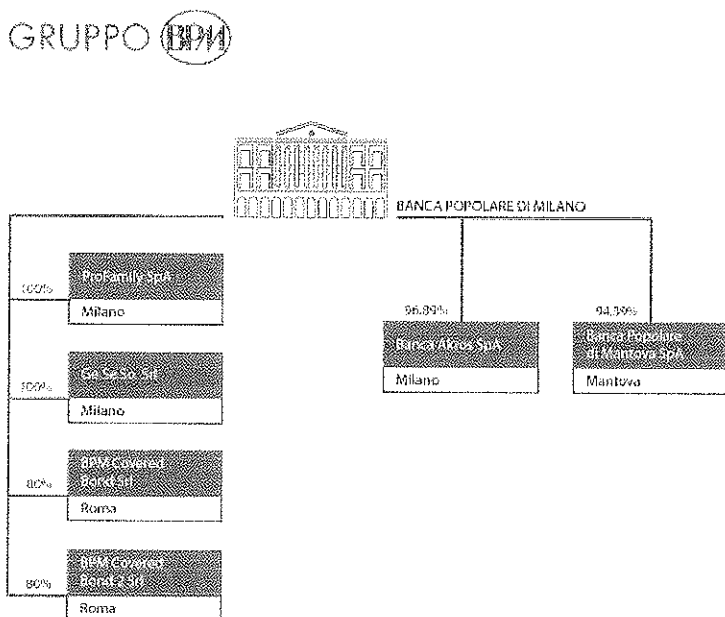 GRUPPO BPM
BANCA POPOLARE DI MILANO
100%
ProFamily SpA
Milano
100%
Ge.Se.So. Srl
Milano
80%
BPM Covered
Bond Srl
Roma
80%
BPM Covered
Bond 2 Srl
Roma
96,89%
Banca Akros SpA
Milano
Banca Popolare
di Mantova SpA
Mantova